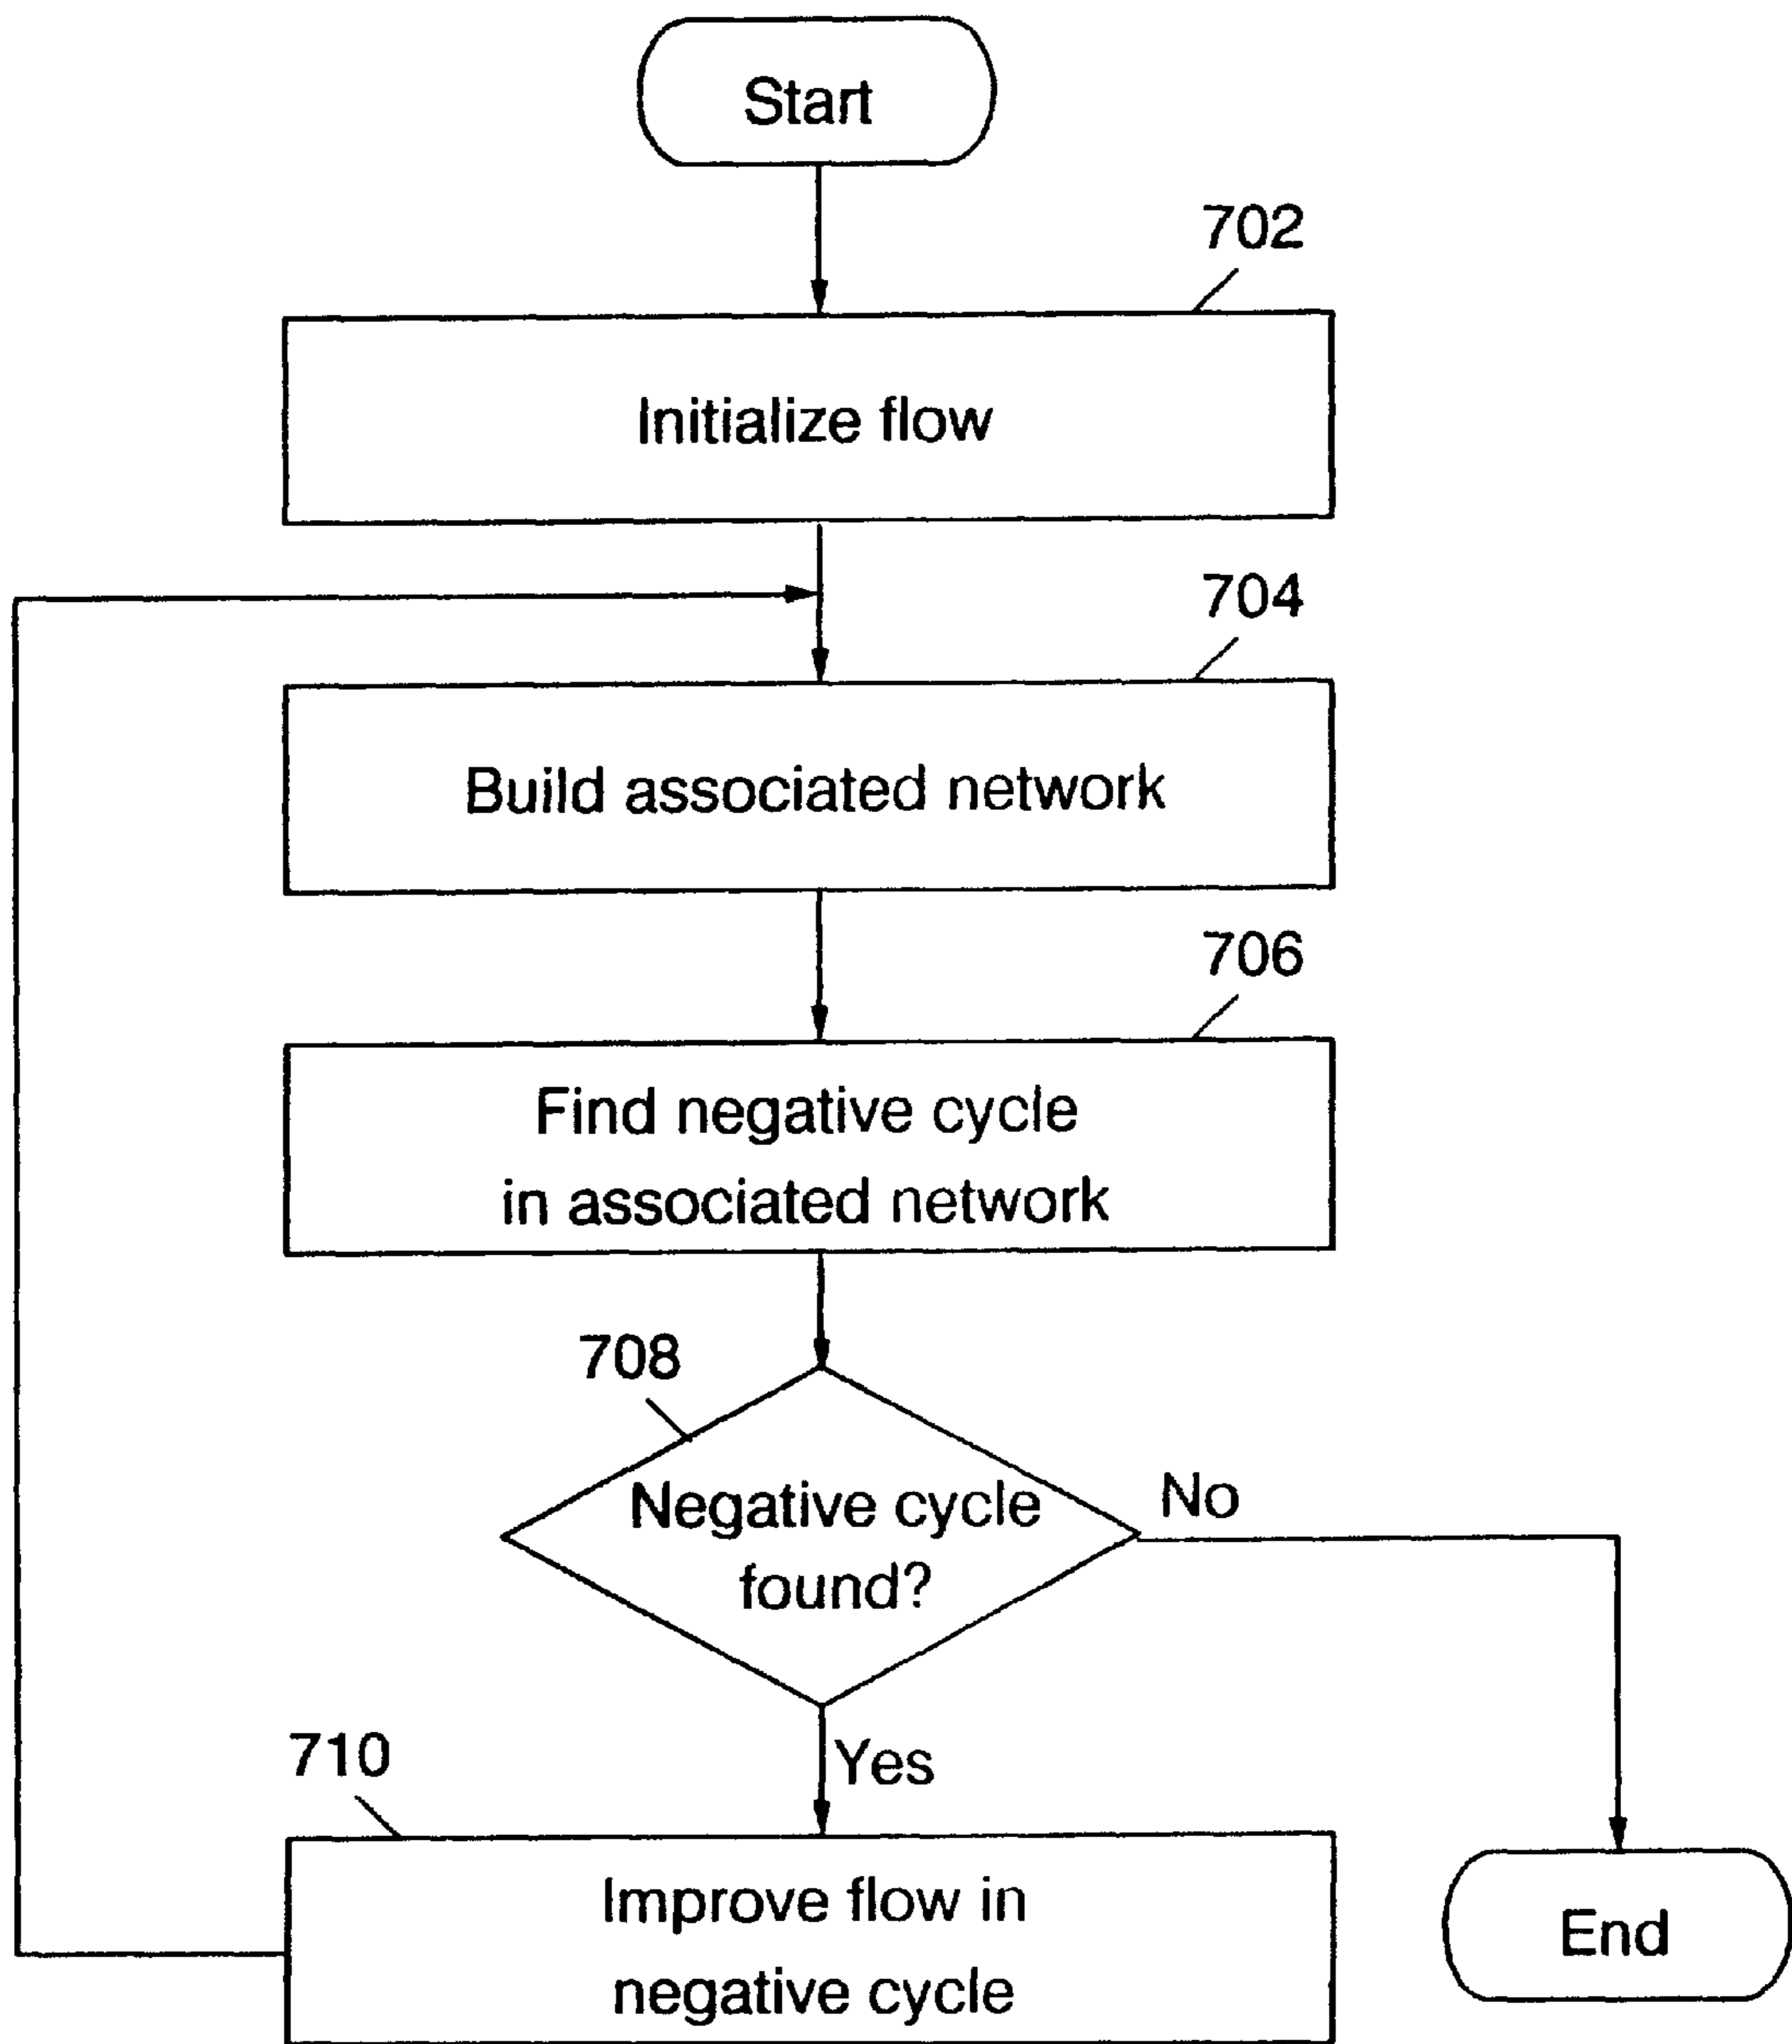 Start
702
Initialize flow
704
Build associated network
706
Find negative cycle
in associated network
708
Negative cycle
found?
No
Yes
710
Improve flow in
negative cycle
End